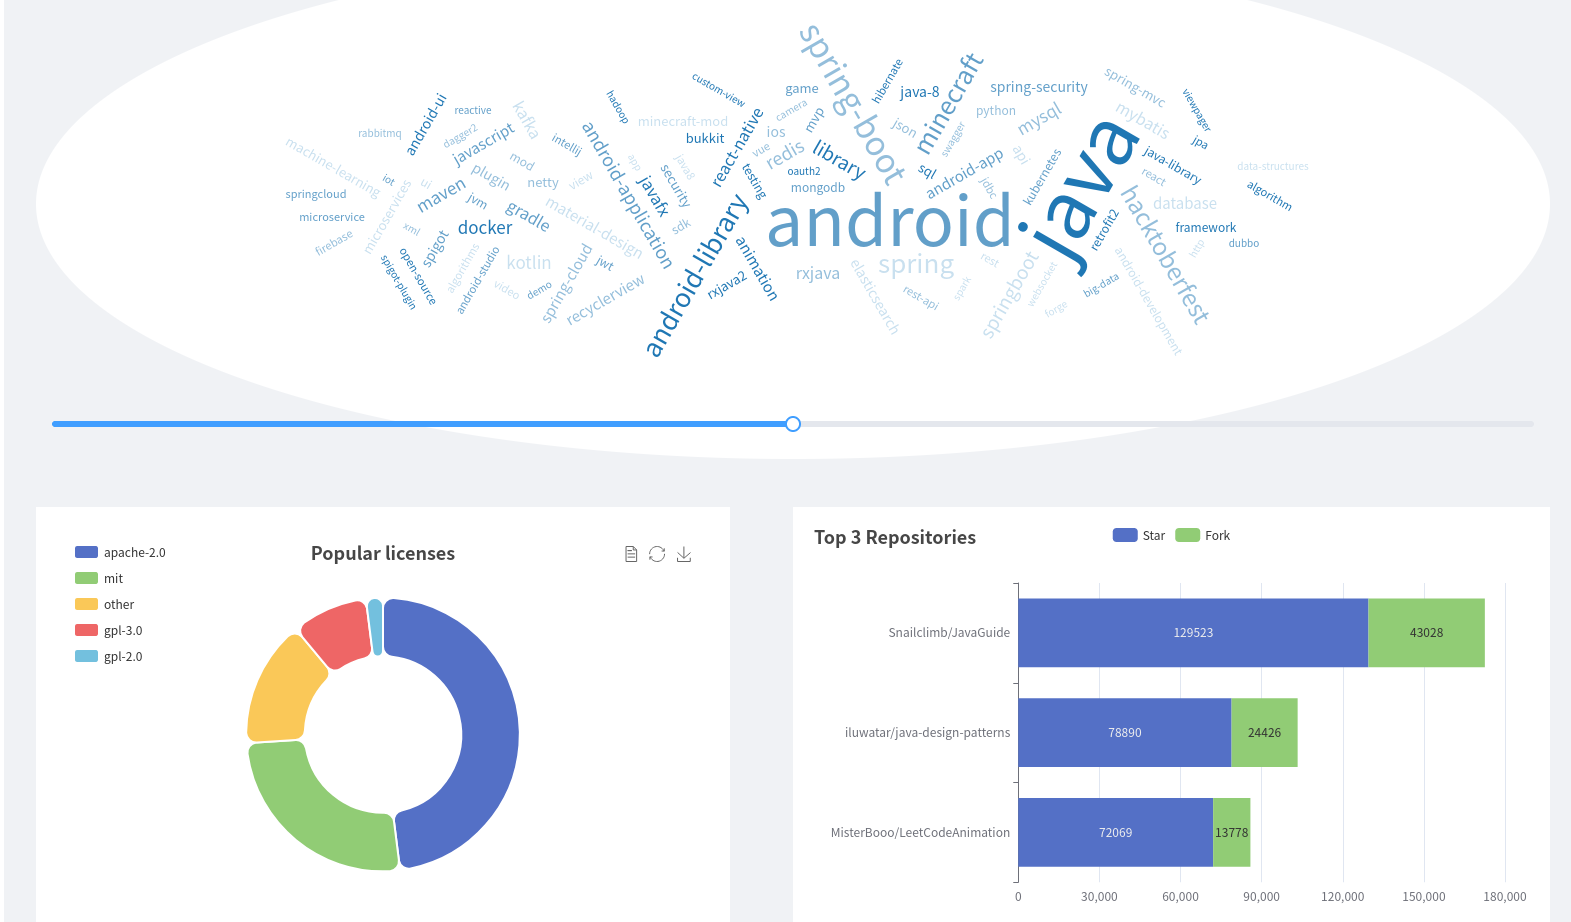 spring-boot
hibernate
minecraft
custom-view
game
java-8
spring-security
spring-mvc
viewpager
android-ui
reactive
kafka
hadoop
minecraft-mod
bukkit
react-native
camera
mvp
json
swagger
python
mysql
mybatis
java
rabbitmq
dagger2
javascript
intellij
android-application
ios
vue
redis
library
sql
android-app
api
kubernetes
java-library
jpa
machine-learning
iot
ui
plugin
mod
netty
view
app
java8
security
testing
oauth2
mongodb
jdbc
react
data-structures
algorithm
springcloud
microservices
maven
jvm
gradle
material-design
javafx
sdk
android
retrofit2
hacktoberfest
database
microservice
firebase
xml
spigot
docker
framework
dubbo
http
spigot-plugin
open-source
algorithms
android-studio
kotlin
video
demo
spring-cloud
jwt
recyclerview
android-library
rxjava2
animation
rxjava
elasticsearch
spring
rest-api
spark
rest
springboot
websocket
forge
big-data
android-development
Popular licenses
apache-2.0
mit
other
gpl-3.0
gpl-2.0
Top 3 Repositories
Star Fork
Snailclimb/JavaGuide 129523 43028
iluwatar/java-design-patterns 78890 24426
MisterBooo/LeetCodeAnimation 72069 13778
0 30,000 60,000 90,000 120,000 150,000 180,000